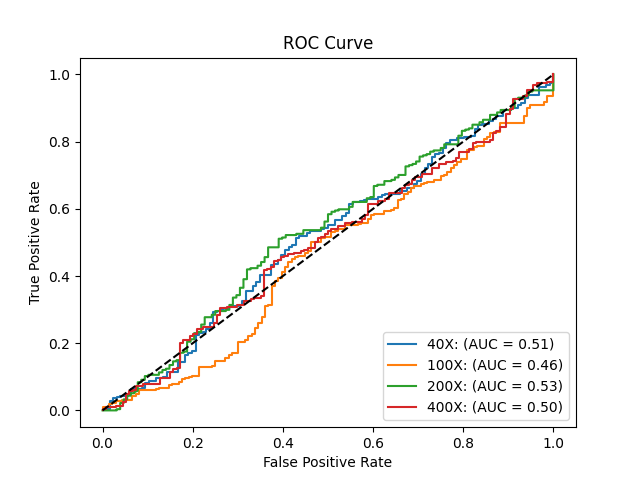 ROC Curve
True Positive Rate
1.0
0.8
0.6
0.4
0.2
0.0
0.0 0.2 0.4 0.6 0.8 1.0
False Positive Rate
40X: (AUC = 0.51)
100X: (AUC = 0.46)
200X: (AUC = 0.53)
400X: (AUC = 0.50)